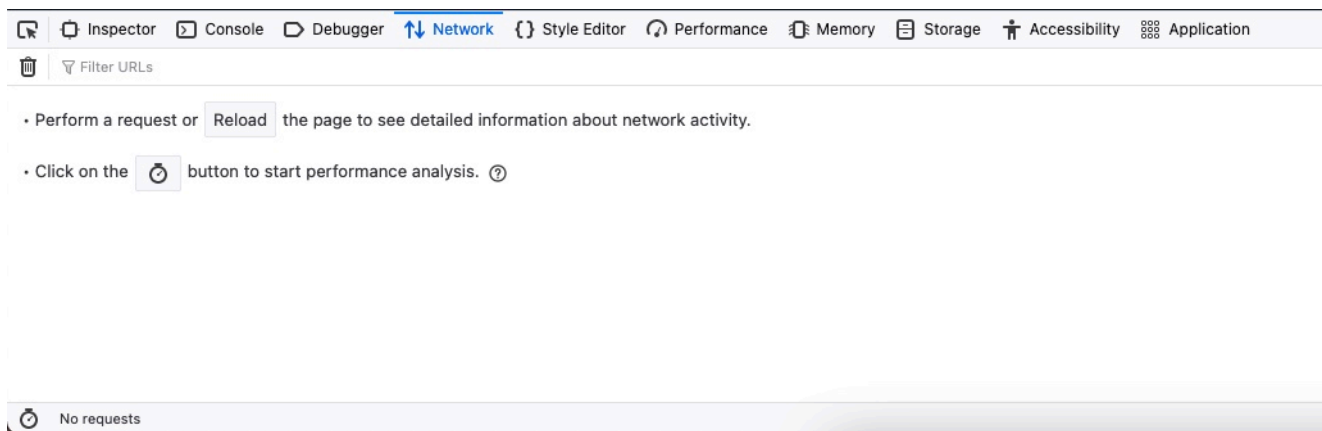 Inspector Console Debugger Network Style Editor Performance Memory Storage Accessibility Application
Filter URLs
• Perform a request or Reload the page to see detailed information about network activity.
• Click on the button to start performance analysis.
No requests